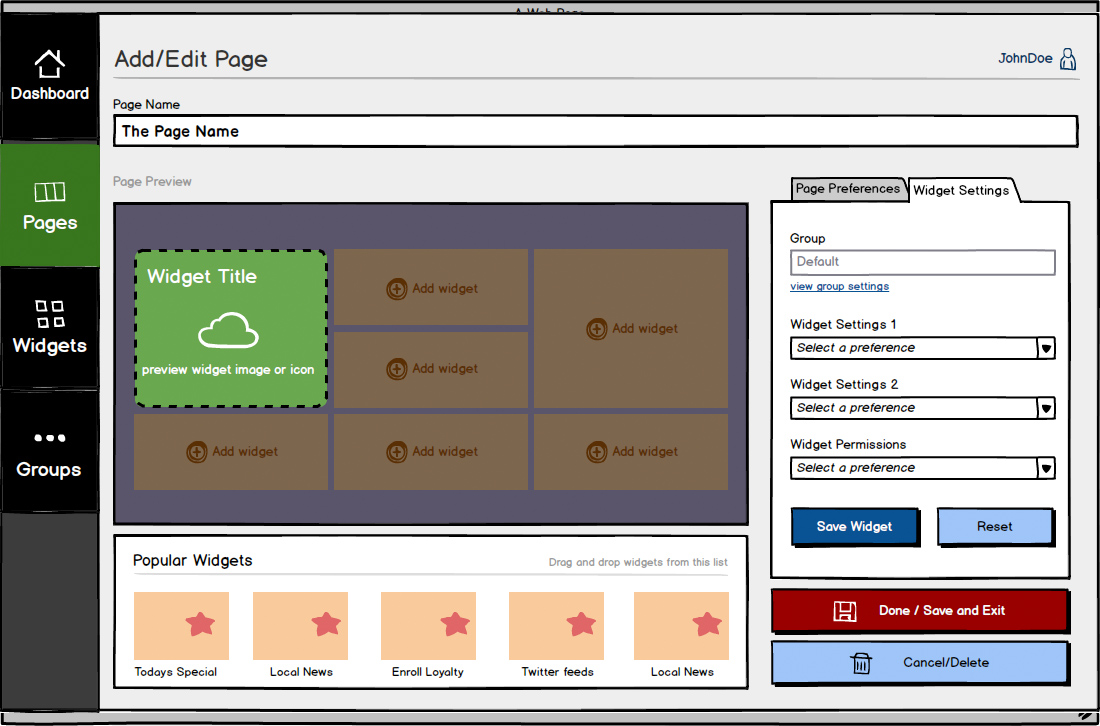 A Web Page
Dashboard
Pages
Widgets
Groups
Add/Edit Page
JohnDoe
Page Name
The Page Name
Page Preview
Widget Title
preview widget image or icon
Add widget
Add widget
Add widget
Add widget
Add widget
Add widget
Popular Widgets
Drag and drop widgets from this list
Todays Special
Local News
Enroll Loyalty
Twitter feeds
Local News
Page Preferences
Widget Settings
Group
Default
view group settings
Widget Settings 1
Select a preference
Widget Settings 2
Select a preference
Widget Permissions
Select a preference
Save Widget
Reset
Done / Save and Exit
Cancel/Delete